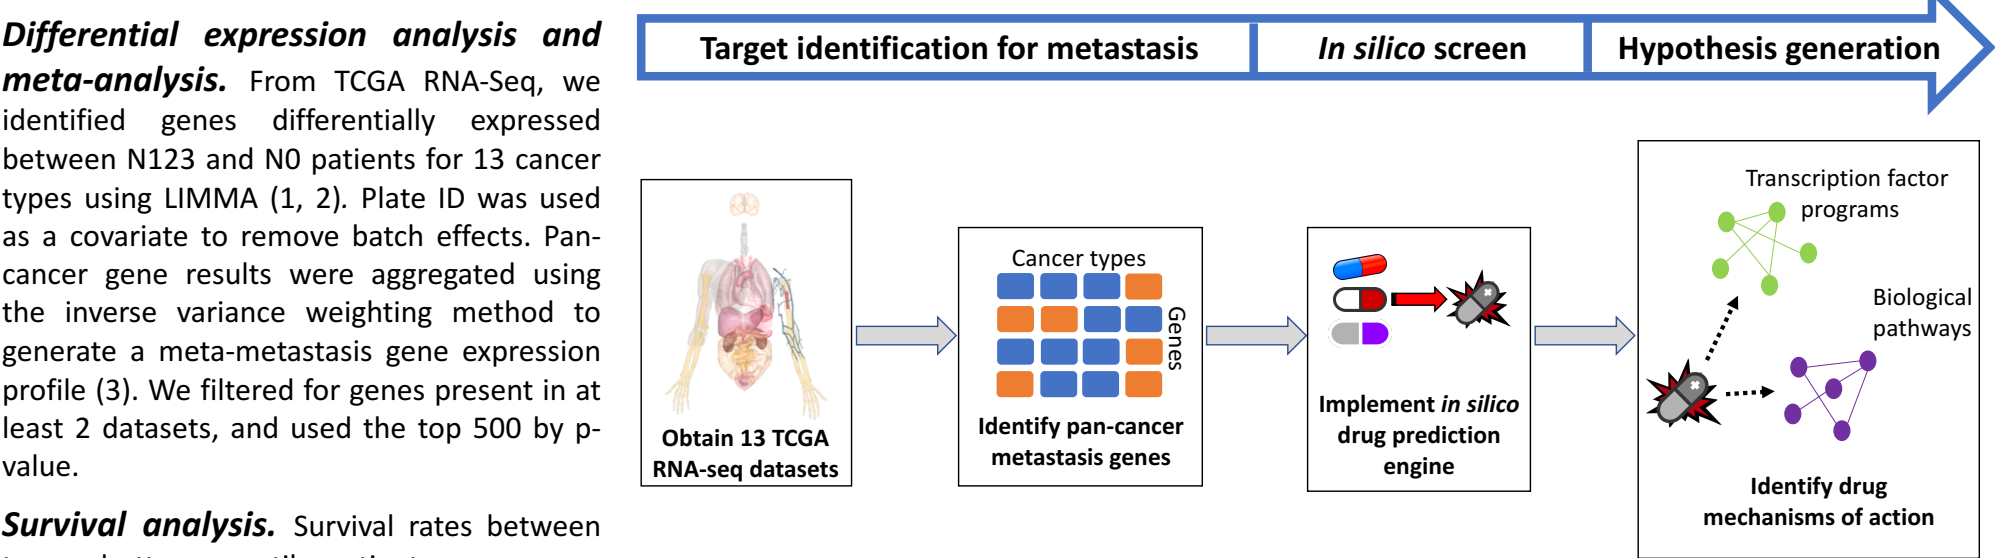 Differential expression analysis and
meta-analysis. From TCGA RNA-Seq, we
identified genes differentially expressed
between N123 and N0 patients for 13 cancer
types using LIMMA (1, 2). Plate ID was used
as a covariate to remove batch effects. Pan-
cancer gene results were aggregated using
the inverse variance weighting method to
generate a meta-metastasis gene expression
profile (3). We filtered for genes present in at
least 2 datasets, and used the top 500 by p-
value.
Survival analysis. Survival rates between
Target identification for metastasis
In silico screen
Hypothesis generation
Obtain 13 TCGA
RNA-seq datasets
Cancer types
Genes
Identify pan-cancer
metastasis genes
Implement in silico
drug prediction
engine
Transcription factor
programs
Biological
pathways
Identify drug
mechanisms of action